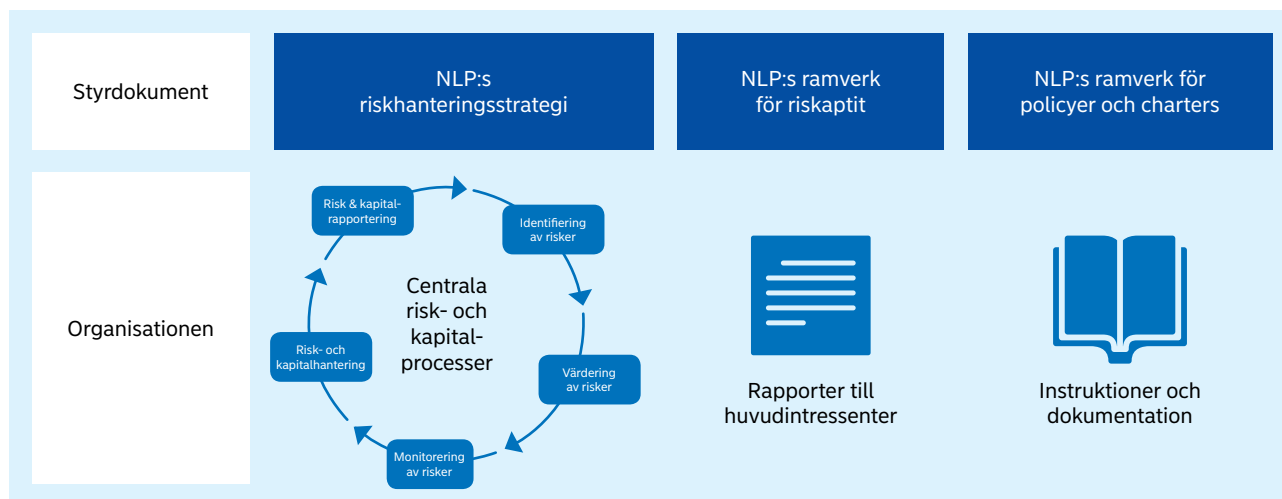 Styrdokument
NLP:s
riskhanteringsstrategi
NLP:s ramverk
för riskaptit
NLP:s ramverk för
policyer och charters
Organisationen
Risk & kapital-
rapportering
Identifiering
av risker
Centrala
risk- och
kapital-
processer
Risk- och
kapitalhantering
Värdering
av risker
Monitorering
av risker
Rapporter till
huvudintressenter
Instruktioner och
dokumentation